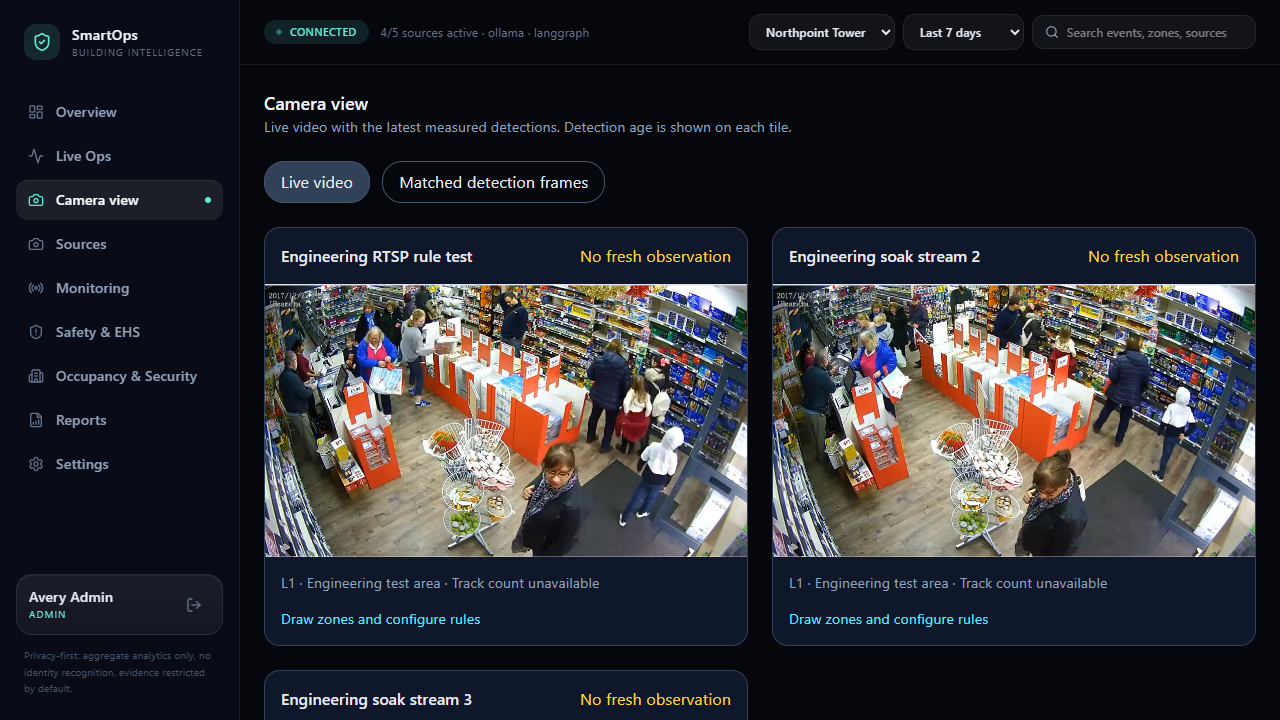 SmartOps
BUILDING INTELLIGENCE
Overview
Live Ops
Camera view
Sources
Monitoring
Safety & EHS
Occupancy & Security
Reports
Settings
Avery Admin
ADMIN
Privacy-first: aggregate analytics only, no
identity recognition, evidence restricted
by default.
CONNECTED
4/5 sources active · ollama · langgraph
Northpoint Tower
Last 7 days
Search events, zones, sources
Camera view
Live video with the latest measured detections. Detection age is shown on each tile.
Live video
Matched detection frames
Engineering RTSP rule test
No fresh observation
L1 · Engineering test area · Track count unavailable
Draw zones and configure rules
Engineering soak stream 2
No fresh observation
L1 · Engineering test area · Track count unavailable
Draw zones and configure rules
Engineering soak stream 3
No fresh observation